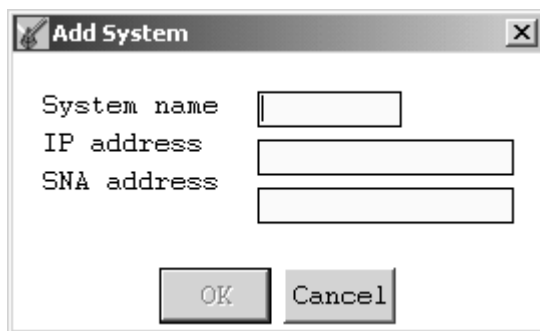 Add System
System name
IP address
SNA address
OK Cancel